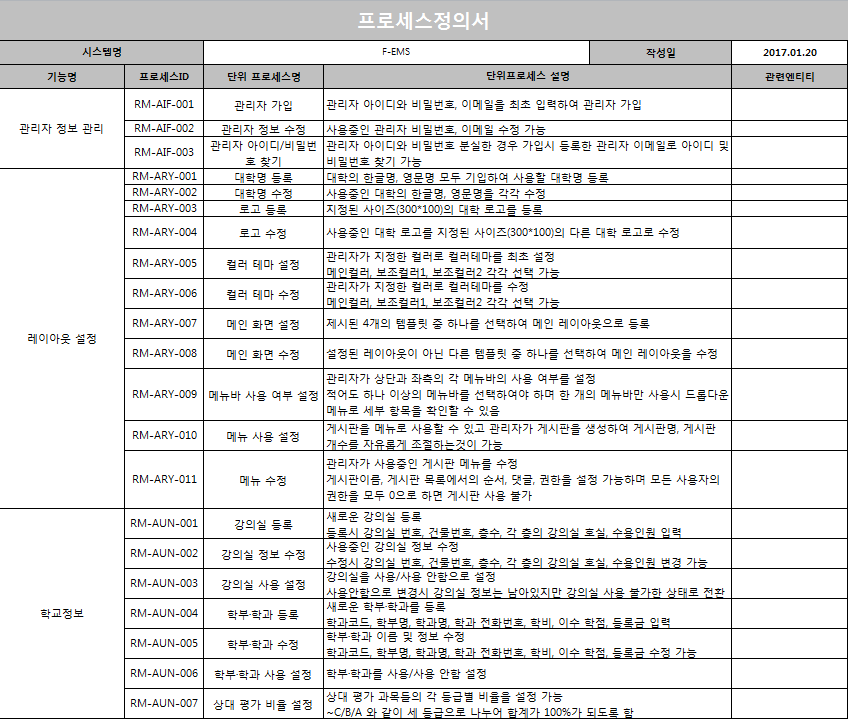 프로세스정의서
시스템명 F-EMS 작성일 2017.01.20
기능명 프로세스ID 단위 프로세스명 단위프로세스 설명 관련엔티티
관리자 정보 관리
RM-AIF-001 관리자 가입 관리자 아이디와 비밀번호, 이메일을 최초 입력하여 관리자 가입
RM-AIF-002 관리자 정보 수정 사용중인 관리자 비밀번호, 이메일 수정 가능
RM-AIF-003 관리자 아이디/비밀번
호 찾기
관리자 아이디와 비밀번호 분실한 경우 가입시 등록한 관리자 이메일로 아이디 및
비밀번호 찾기 가능
레이아웃 설정
RM-ARY-001 대학명 등록 대학의 한글명, 영문명 모두 기입하여 사용할 대학명 등록
RM-ARY-002 대학명 수정 사용중인 대학의 한글명, 영문명을 각각 수정
RM-ARY-003 로고 등록 지정된 사이즈(300*100)의 대학 로고를 등록
RM-ARY-004 로고 수정 사용중인 대학 로고를 지정된 사이즈(300*100)의 다른 대학 로고로 수정
RM-ARY-005 컬러 테마 설정 관리자가 지정한 컬러로 컬러테마를 최초 설정
메인컬러, 보조컬러1, 보조컬러2 각각 선택 가능
RM-ARY-006 컬러 테마 수정 관리자가 지정한 컬러로 컬러테마를 수정
메인컬러, 보조컬러1, 보조컬러2 각각 선택 가능
RM-ARY-007 메인 화면 설정 제시된 4개의 템플릿 중 하나를 선택하여 메인 레이아웃으로 등록
RM-ARY-008 메인 화면 수정 설정된 레이아웃이 아닌 다른 템플릿 중 하나를 선택하여 메인 레이아웃을 수정
RM-ARY-009 메뉴바 사용 여부 설정 관리자가 상단과 좌측의 각 메뉴바의 사용 여부를 설정
적어도 하나 이상의 메뉴바를 선택하여야 하며 한 개의 메뉴바만 사용시 드롭다운
메뉴로 세부 항목을 확인할 수 있음
RM-ARY-010 메뉴 사용 설정 게시판을 메뉴로 사용할 수 있고 관리자가 게시판을 생성하여 게시판명, 게시판
개수를 자유롭게 조절하는것이 가능
RM-ARY-011 메뉴 수정 관리자가 사용중인 게시판 메뉴를 수정
게시판이름, 게시판 목록에서의 순서, 댓글, 권한을 설정 가능하며 모든 사용자의
권한을 모두 0으로 하면 게시판 사용 불가
학교정보
RM-AUN-001 강의실 등록 새로운 강의실 등록
등록시 강의실 번호, 건물번호, 층수, 각 층의 강의실 호실, 수용인원 입력
RM-AUN-002 강의실 정보 수정 사용중인 강의실 정보 수정
수정시 강의실 번호, 건물번호, 층수, 각 층의 강의실 호실, 수용인원 변경 가능
RM-AUN-003 강의실 사용 설정 강의실을 사용/사용 안함으로 설정
사용안함으로 변경시 강의실 정보는 남아있지만 강의실 사용 불가한 상태로 전환
RM-AUN-004 학부·학과 등록 새로운 학부·학과를 등록
학과코드, 학부명, 학과명, 학과 전화번호, 학비, 이수 학점, 등록금 입력
RM-AUN-005 학부·학과 수정 학부·학과 이름 및 정보 수정
학과코드, 학부명, 학과명, 학과 전화번호, 학비, 이수 학점, 등록금 수정 가능
RM-AUN-006 학부·학과 사용 설정 학부·학과를 사용/사용 안함 설정
RM-AUN-007 상대 평가 비율 설정 상대 평가 과목들의 각 등급별 비율을 설정 가능
~C/B/A 와 같이 세 등급으로 나누어 합계가 100%가 되도록 함